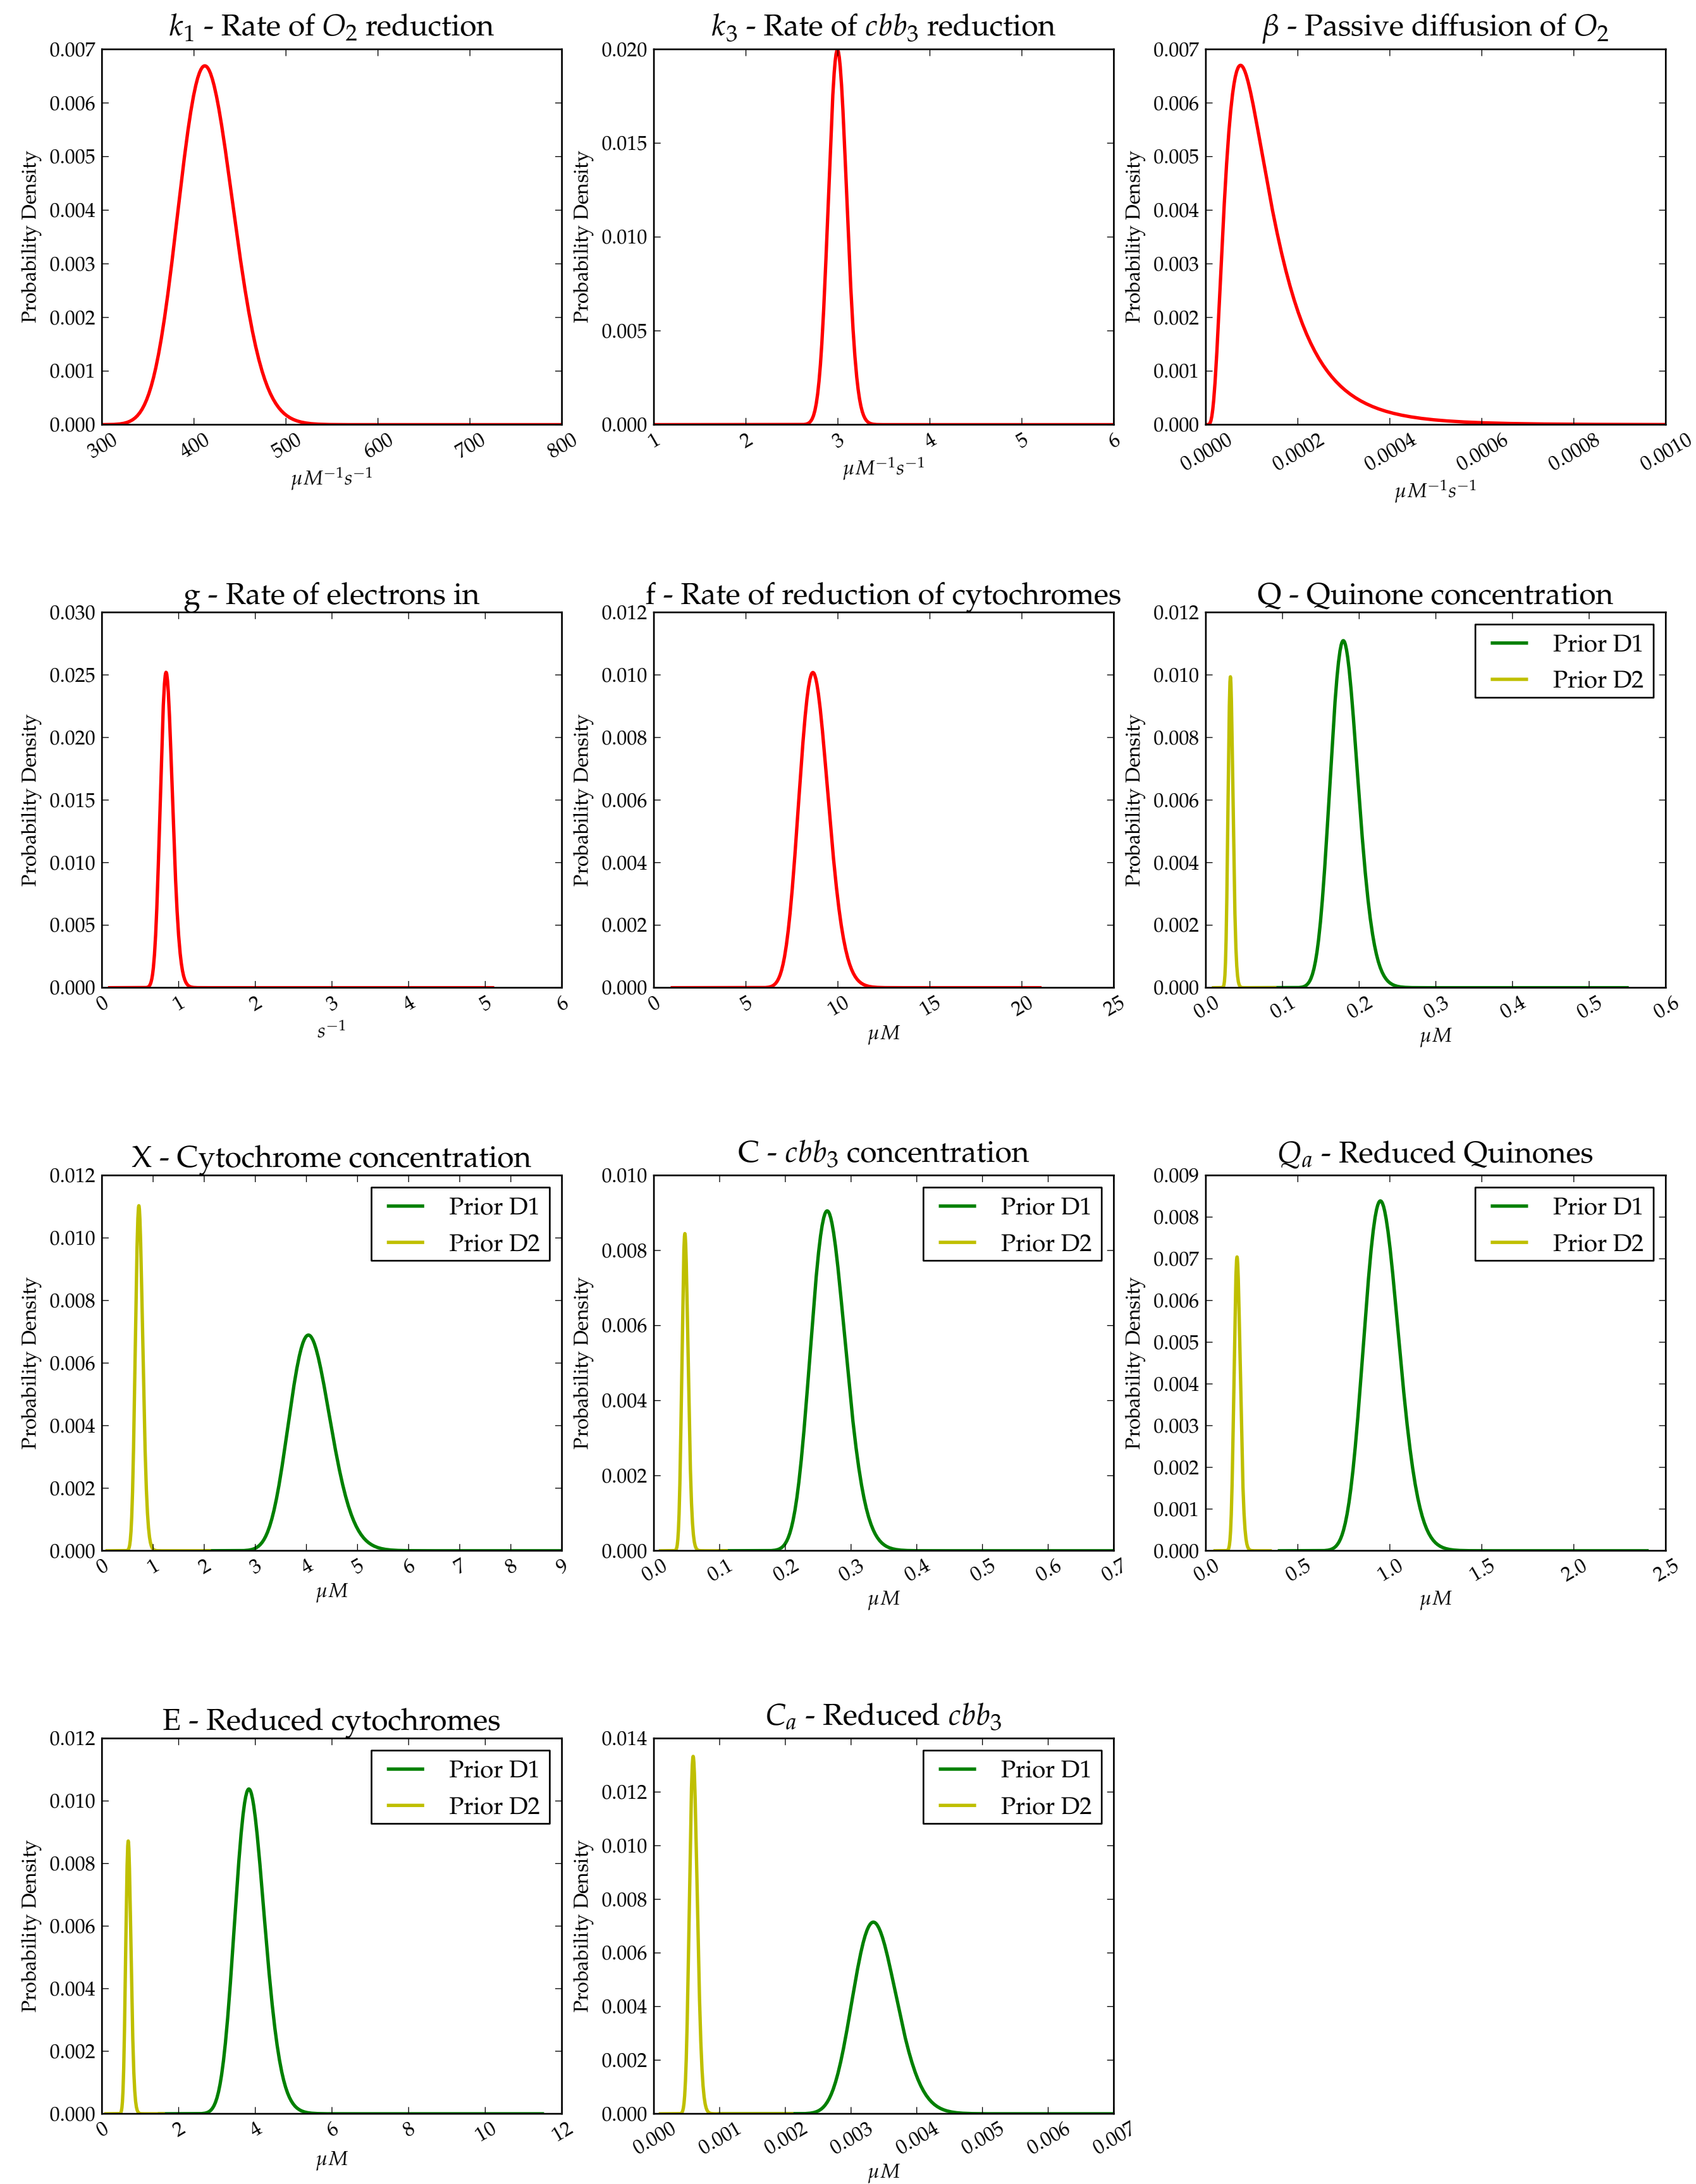 k₁ - Rate of O₂ reduction
0.007
0.006
0.005
0.004
0.003
0.002
0.001
0.000
Probability Density
300 400 500 600 700 800
μM⁻¹s⁻¹
k₃ - Rate of cbb₃ reduction
0.020
0.015
0.010
0.005
0.000
Probability Density
1 2 3 4 5 6
μM⁻¹s⁻¹
β - Passive diffusion of O₂
0.007
0.006
0.005
0.004
0.003
0.002
0.001
0.000
Probability Density
0.0000 0.0002 0.0004 0.0006 0.0008 0.0010
μM⁻¹s⁻¹
g - Rate of electrons in
0.030
0.025
0.020
0.015
0.010
0.005
0.000
Probability Density
0 1 2 3 4 5 6
s⁻¹
f - Rate of reduction of cytochromes
0.012
0.010
0.008
0.006
0.004
0.002
0.000
Probability Density
0 5 10 15 20 25
μM
Q - Quinone concentration
0.012
0.010
0.008
0.006
0.004
0.002
0.000
Probability Density
Prior D1
Prior D2
0.0 0.1 0.2 0.3 0.4 0.5 0.6
μM
X - Cytochrome concentration
0.012
0.010
0.008
0.006
0.004
0.002
0.000
Probability Density
Prior D1
Prior D2
0 1 2 3 4 5 6 7 8 9
μM
C - cbb₃ concentration
0.010
0.008
0.006
0.004
0.002
0.000
Probability Density
Prior D1
Prior D2
0.0 0.1 0.2 0.3 0.4 0.5 0.6 0.7
μM
Qₐ - Reduced Quinones
0.009
0.008
0.007
0.006
0.005
0.004
0.003
0.002
0.001
0.000
Probability Density
Prior D1
Prior D2
0.0 0.5 1.0 1.5 2.0 2.5
μM
E - Reduced cytochromes
0.012
0.010
0.008
0.006
0.004
0.002
0.000
Probability Density
Prior D1
Prior D2
0 2 4 6 8 10 12
μM
Cₐ - Reduced cbb₃
0.014
0.012
0.010
0.008
0.006
0.004
0.002
0.000
Probability Density
Prior D1
Prior D2
0.000 0.001 0.002 0.003 0.004 0.005 0.006 0.007
μM